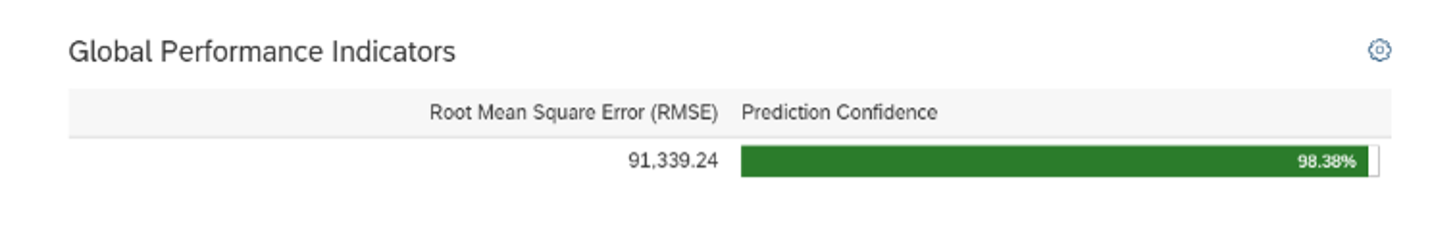 Global Performance Indicators
Root Mean Square Error (RMSE) Prediction Confidence
91,339.24 98.38%